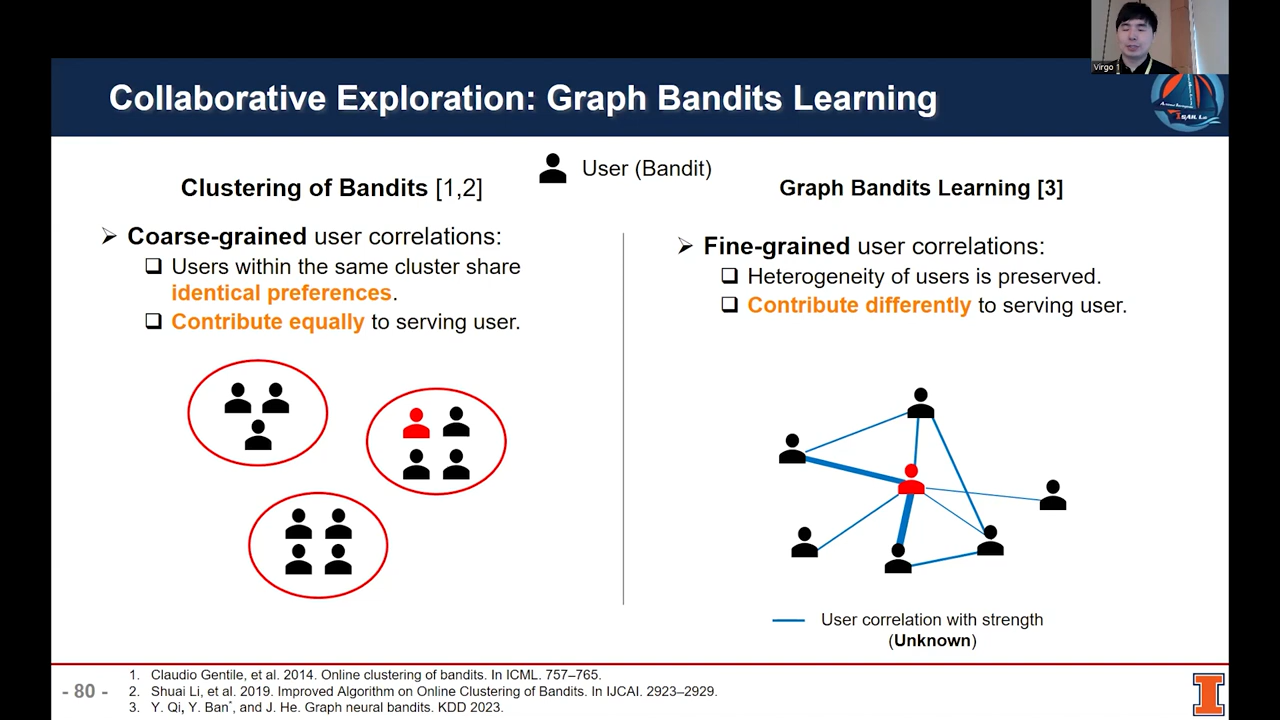 Virgo 1
Collaborative Exploration: Graph Bandits Learning
User (Bandit)
Clustering of Bandits [1,2]
➢ Coarse-grained user correlations:
❑ Users within the same cluster share
identical preferences.
❑ Contribute equally to serving user.
Graph Bandits Learning [3]
➢ Fine-grained user correlations:
❑ Heterogeneity of users is preserved.
❑ Contribute differently to serving user.
User correlation with strength
(Unknown)
1. Claudio Gentile, et al. 2014. Online clustering of bandits. In ICML. 757–765.
2. Shuai Li, et al. 2019. Improved Algorithm on Online Clustering of Bandits. In IJCAI. 2923–2929.
3. Y. Qi, Y. Ban*, and J. He. Graph neural bandits. KDD 2023.
- 80 -
I